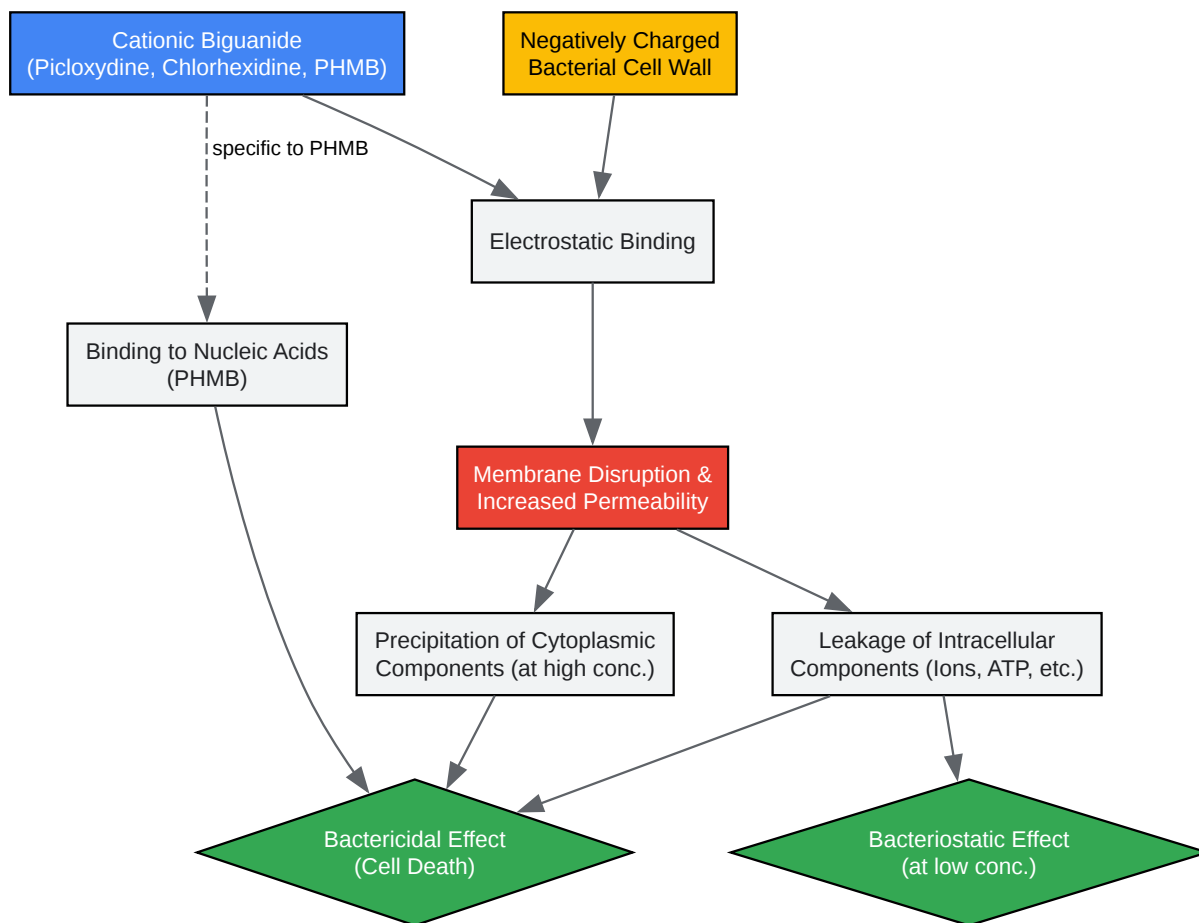 Cationic Biguanide
(Picloxydine, Chlorhexidine, PHMB)
Negatively Charged
Bacterial Cell Wall
specific to PHMB
Electrostatic Binding
Binding to Nucleic Acids
(PHMB)
Membrane Disruption &
Increased Permeability
Precipitation of Cytoplasmic
Components (at high conc.)
Leakage of Intracellular
Components (Ions, ATP, etc.)
Bactericidal Effect
(Cell Death)
Bacteriostatic Effect
(at low conc.)